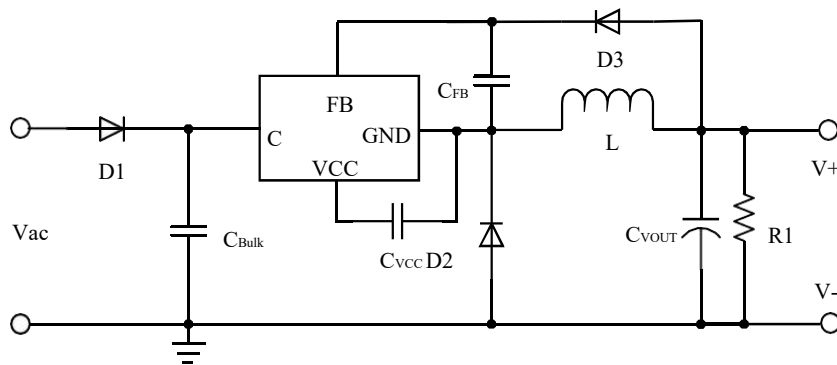 D3
CFB
FB
C
GND
VCC
D1
L
V+
Vac
CBulk
CVCC D2
CVOUT
R1
V-